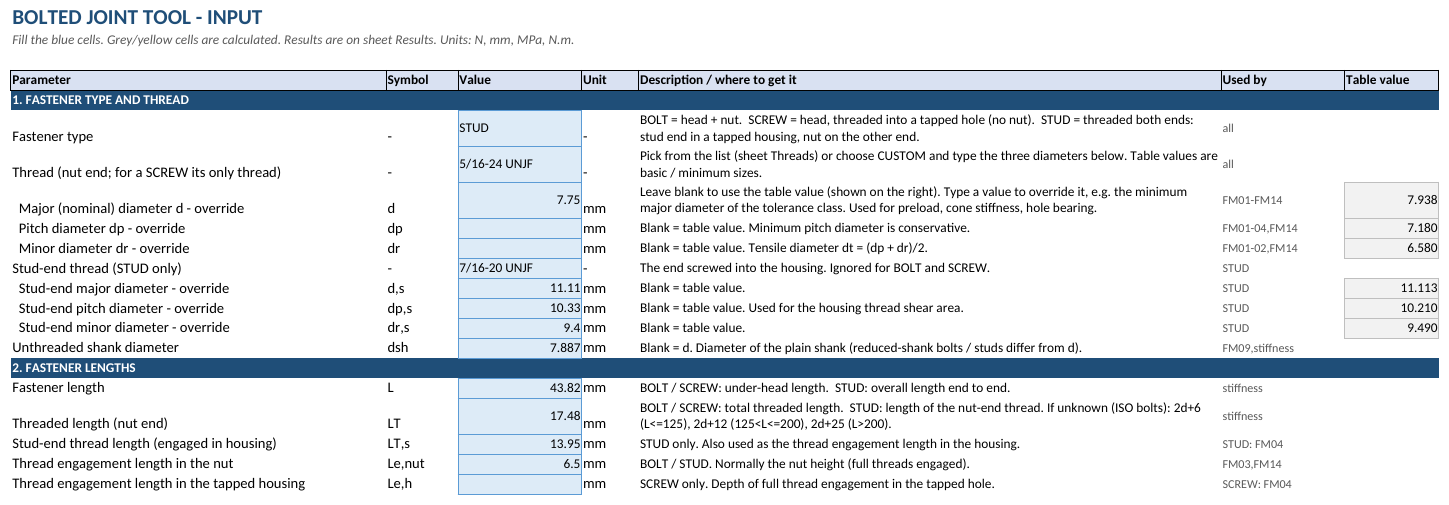 BOLTED JOINT TOOL - INPUT
Fill the blue cells. Grey/yellow cells are calculated. Results are on sheet Results. Units: N, mm, MPa, N.m.
Parameter Symbol Value Unit Description / where to get it Used by Table value
1. FASTENER TYPE AND THREAD
Fastener type - STUD - BOLT = head + nut. SCREW = head, threaded into a tapped hole (no nut). STUD = threaded both ends: all
stud end in a tapped housing, nut on the other end.
Thread (nut end; for a SCREW its only thread) - 5/16-24 UNJF - Pick from the list (sheet Threads) or choose CUSTOM and type the three diameters below. Table values are all
basic / minimum sizes.
Major (nominal) diameter d - override d 7.75 mm Leave blank to use the table value (shown on the right). Type a value to override it, e.g. the minimum FM01-FM14 7.938
major diameter of the tolerance class. Used for preload, cone stiffness, hole bearing.
Pitch diameter dp - override dp mm Blank = table value. Minimum pitch diameter is conservative. FM01-04,FM14 7.180
Minor diameter dr - override dr mm Blank = table value. Tensile diameter dt = (dp + dr)/2. FM01-02,FM14 6.580
Stud-end thread (STUD only) - 7/16-20 UNJF - The end screwed into the housing. Ignored for BOLT and SCREW. STUD
Stud-end major diameter - override d,s 11.11 mm Blank = table value. STUD 11.113
Stud-end pitch diameter - override dp,s 10.33 mm Blank = table value. Used for the housing thread shear area. STUD 10.210
Stud-end minor diameter - override dr,s 9.4 mm Blank = table value. STUD 9.490
Unthreaded shank diameter dsh 7.887 mm Blank = d. Diameter of the plain shank (reduced-shank bolts / studs differ from d). FM09,stiffness
2. FASTENER LENGTHS
Fastener length L 43.82 mm BOLT / SCREW: under-head length. STUD: overall length end to end. stiffness
Threaded length (nut end) LT 17.48 mm BOLT / SCREW: total threaded length. STUD: length of the nut-end thread. If unknown (ISO bolts): 2d+6 stiffness
(L<=125), 2d+12 (125<L<=200), 2d+25 (L>200).
Stud-end thread length (engaged in housing) LT,s 13.95 mm STUD only. Also used as the thread engagement length in the housing. STUD: FM04
Thread engagement length in the nut Le,nut 6.5 mm BOLT / STUD. Normally the nut height (full threads engaged). FM03,FM14
Thread engagement length in the tapped housing Le,h mm SCREW only. Depth of full thread engagement in the tapped hole. SCREW: FM04